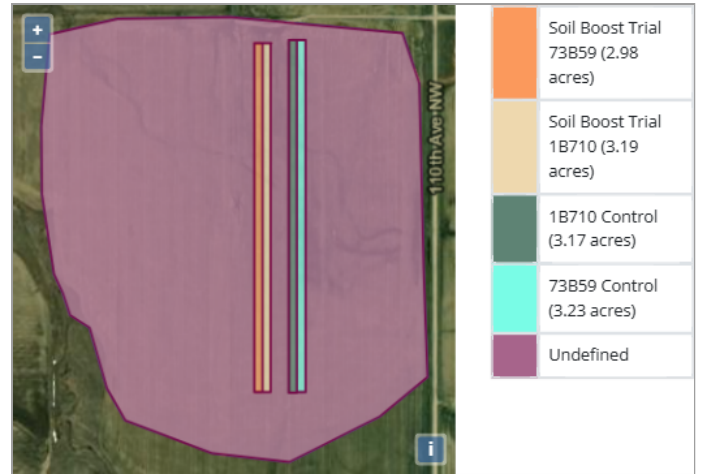 +
−
110th Ave NW
i
Soil Boost Trial
73B59 (2.98
acres)
Soil Boost Trial
1B710 (3.19
acres)
1B710 Control
(3.17 acres)
73B59 Control
(3.23 acres)
Undefined